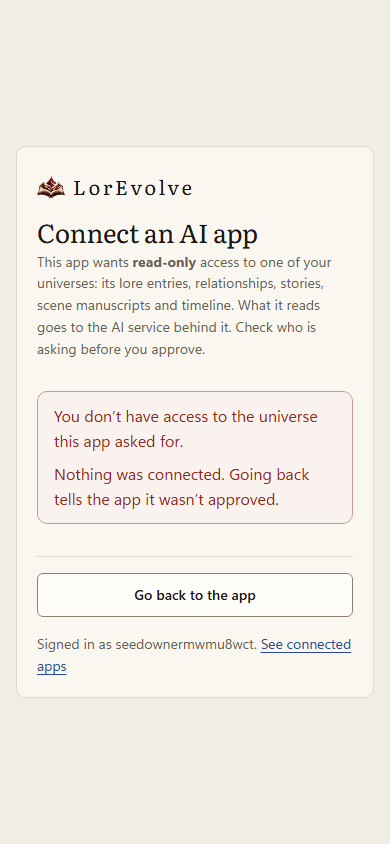 LorEvolve
Connect an AI app
This app wants read-only access to one of your
universes: its lore entries, relationships, stories,
scene manuscripts and timeline. What it reads
goes to the AI service behind it. Check who is
asking before you approve.
You don’t have access to the universe
this app asked for.
Nothing was connected. Going back
tells the app it wasn’t approved.
Go back to the app
Signed in as seedownermwmu8wct. See connected
apps